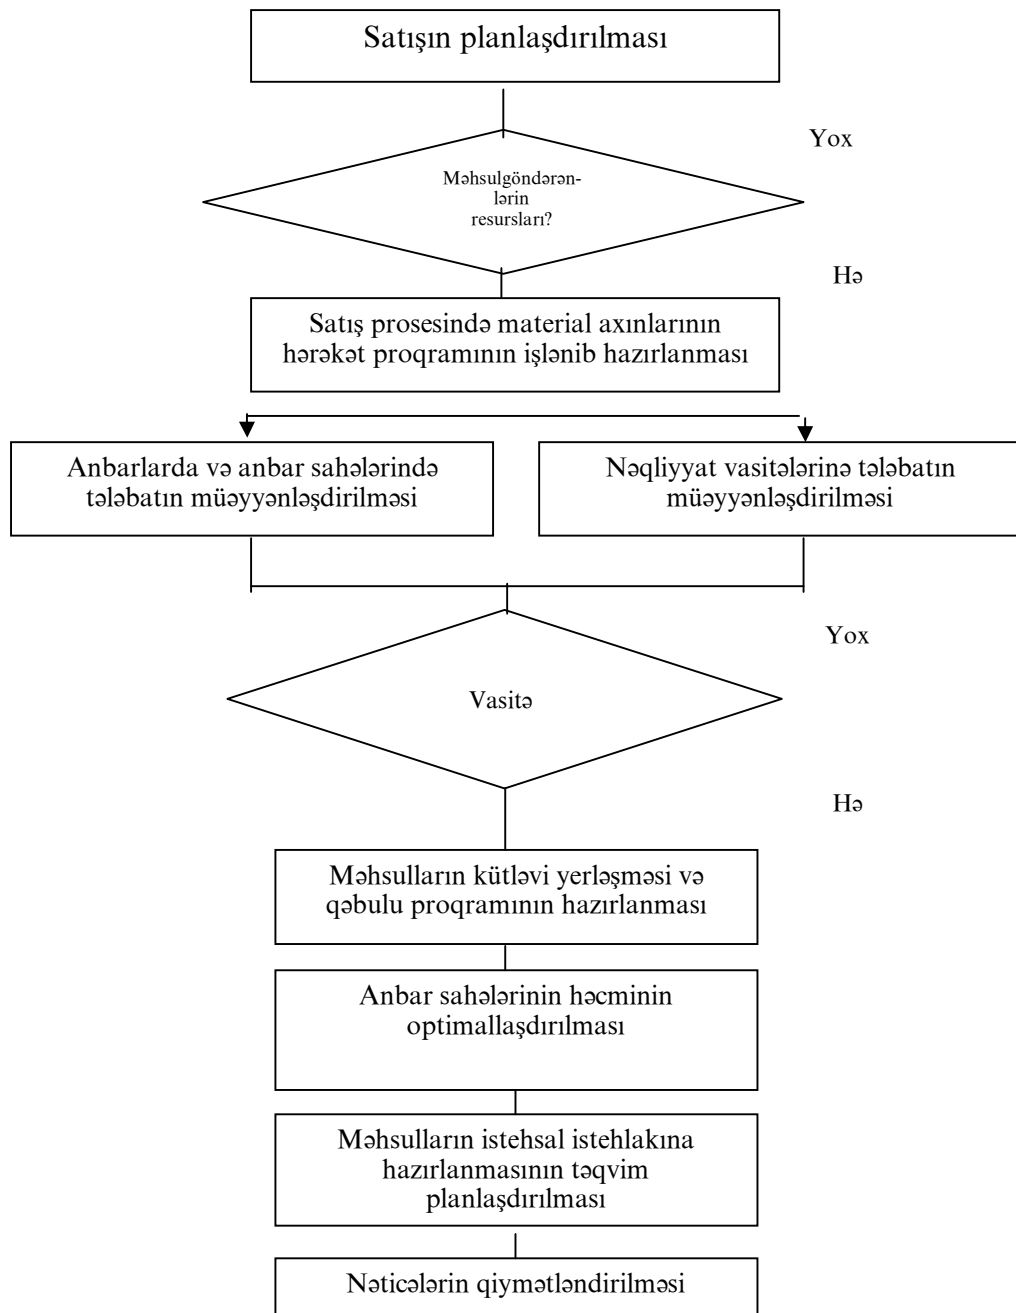 Satışın planlaşdırılması
Yox
Məhsulgöndərən-
lərin
resursları?
Hə
Satış prosesində material axınlarının
hərəkət proqramının işlənib hazırlanması
Anbarlarda və anbar sahələrində
tələbatın müəyyənləşdirilməsi
Nəqliyyat vasitələrinə tələbatın
müəyyənləşdirilməsi
Yox
Vasitə
Hə
Məhsulların kütləvi yerləşməsi və
qəbulu proqramının hazırlanması
Anbar sahələrinin həcminin
optimallaşdırılması
Məhsulların istehsal istehlakına
hazırlanmasının təqvim
planlaşdırılması
Nəticələrin qiymətləndirilməsi